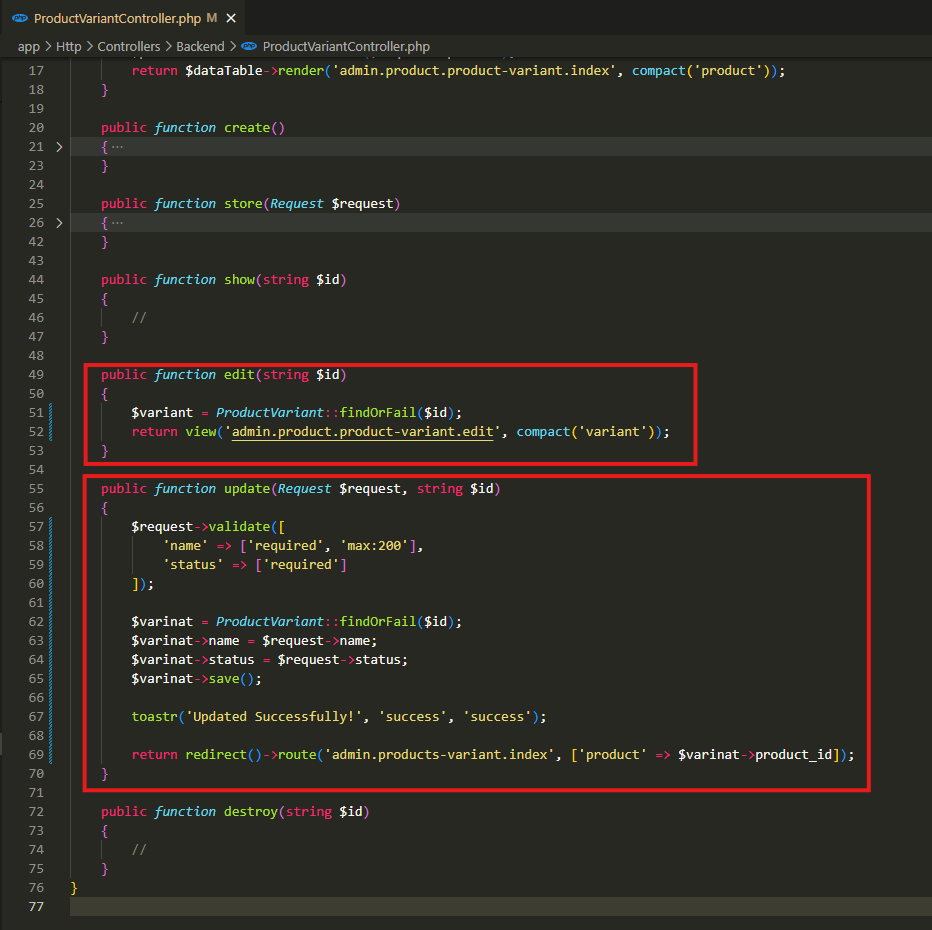 ProductVariantController.php M
app > Http > Controllers > Backend > ProductVariantController.php
17 return $dataTable->render('admin.product.product-variant.index', compact('product'));
18 }
19
20 public function create()
21 { ...
23 }
24
25 public function store(Request $request)
26 { ...
42 }
43
44 public function show(string $id)
45 {
46 //
47 }
48
49 public function edit(string $id)
50 {
51 $variant = ProductVariant::findOrFail($id);
52 return view('admin.product.product-variant.edit', compact('variant'));
53 }
54
55 public function update(Request $request, string $id)
56 {
57 $request->validate([
58 'name' => ['required', 'max:200'],
59 'status' => ['required']
60 ]);
61
62 $varinat = ProductVariant::findOrFail($id);
63 $varinat->name = $request->name;
64 $varinat->status = $request->status;
65 $varinat->save();
66
67 toastr('Updated Successfully!', 'success', 'success');
68
69 return redirect()->route('admin.products-variant.index', ['product' => $varinat->product_id]);
70 }
71
72 public function destroy(string $id)
73 {
74 //
75 }
76 }
77